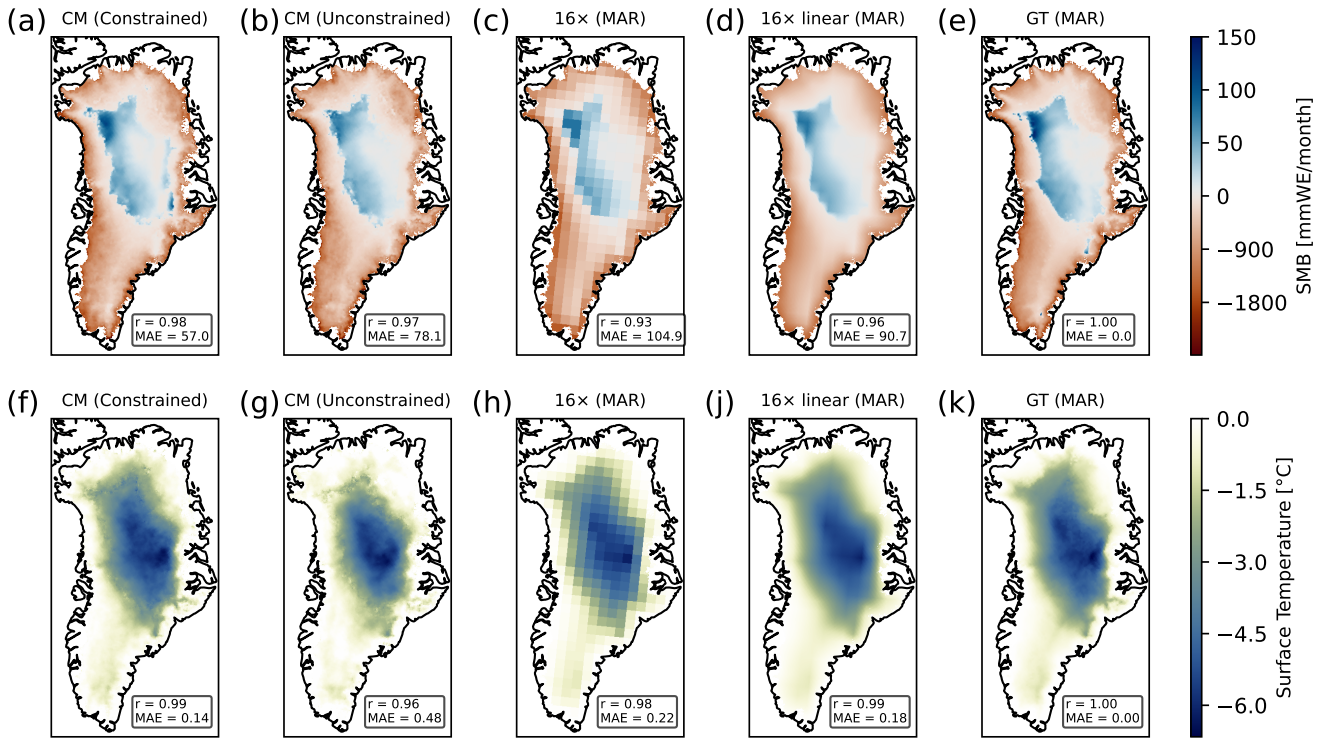 (a) CM (Constrained)
(b) CM (Unconstrained)
(c) 16× (MAR)
(d) 16× linear (MAR)
(e) GT (MAR)
r = 0.98
MAE = 57.0
r = 0.97
MAE = 78.1
r = 0.93
MAE = 104.9
r = 0.96
MAE = 90.7
r = 1.00
MAE = 0.0
150
100
50
0
−900
−1800
SMB [mmWE/month]
(f) CM (Constrained)
(g) CM (Unconstrained)
(h) 16× (MAR)
(j) 16× linear (MAR)
(k) GT (MAR)
r = 0.99
MAE = 0.14
r = 0.96
MAE = 0.48
r = 0.98
MAE = 0.22
r = 0.99
MAE = 0.18
r = 1.00
MAE = 0.00
0.0
−1.5
−3.0
−4.5
−6.0
Surface Temperature [°C]